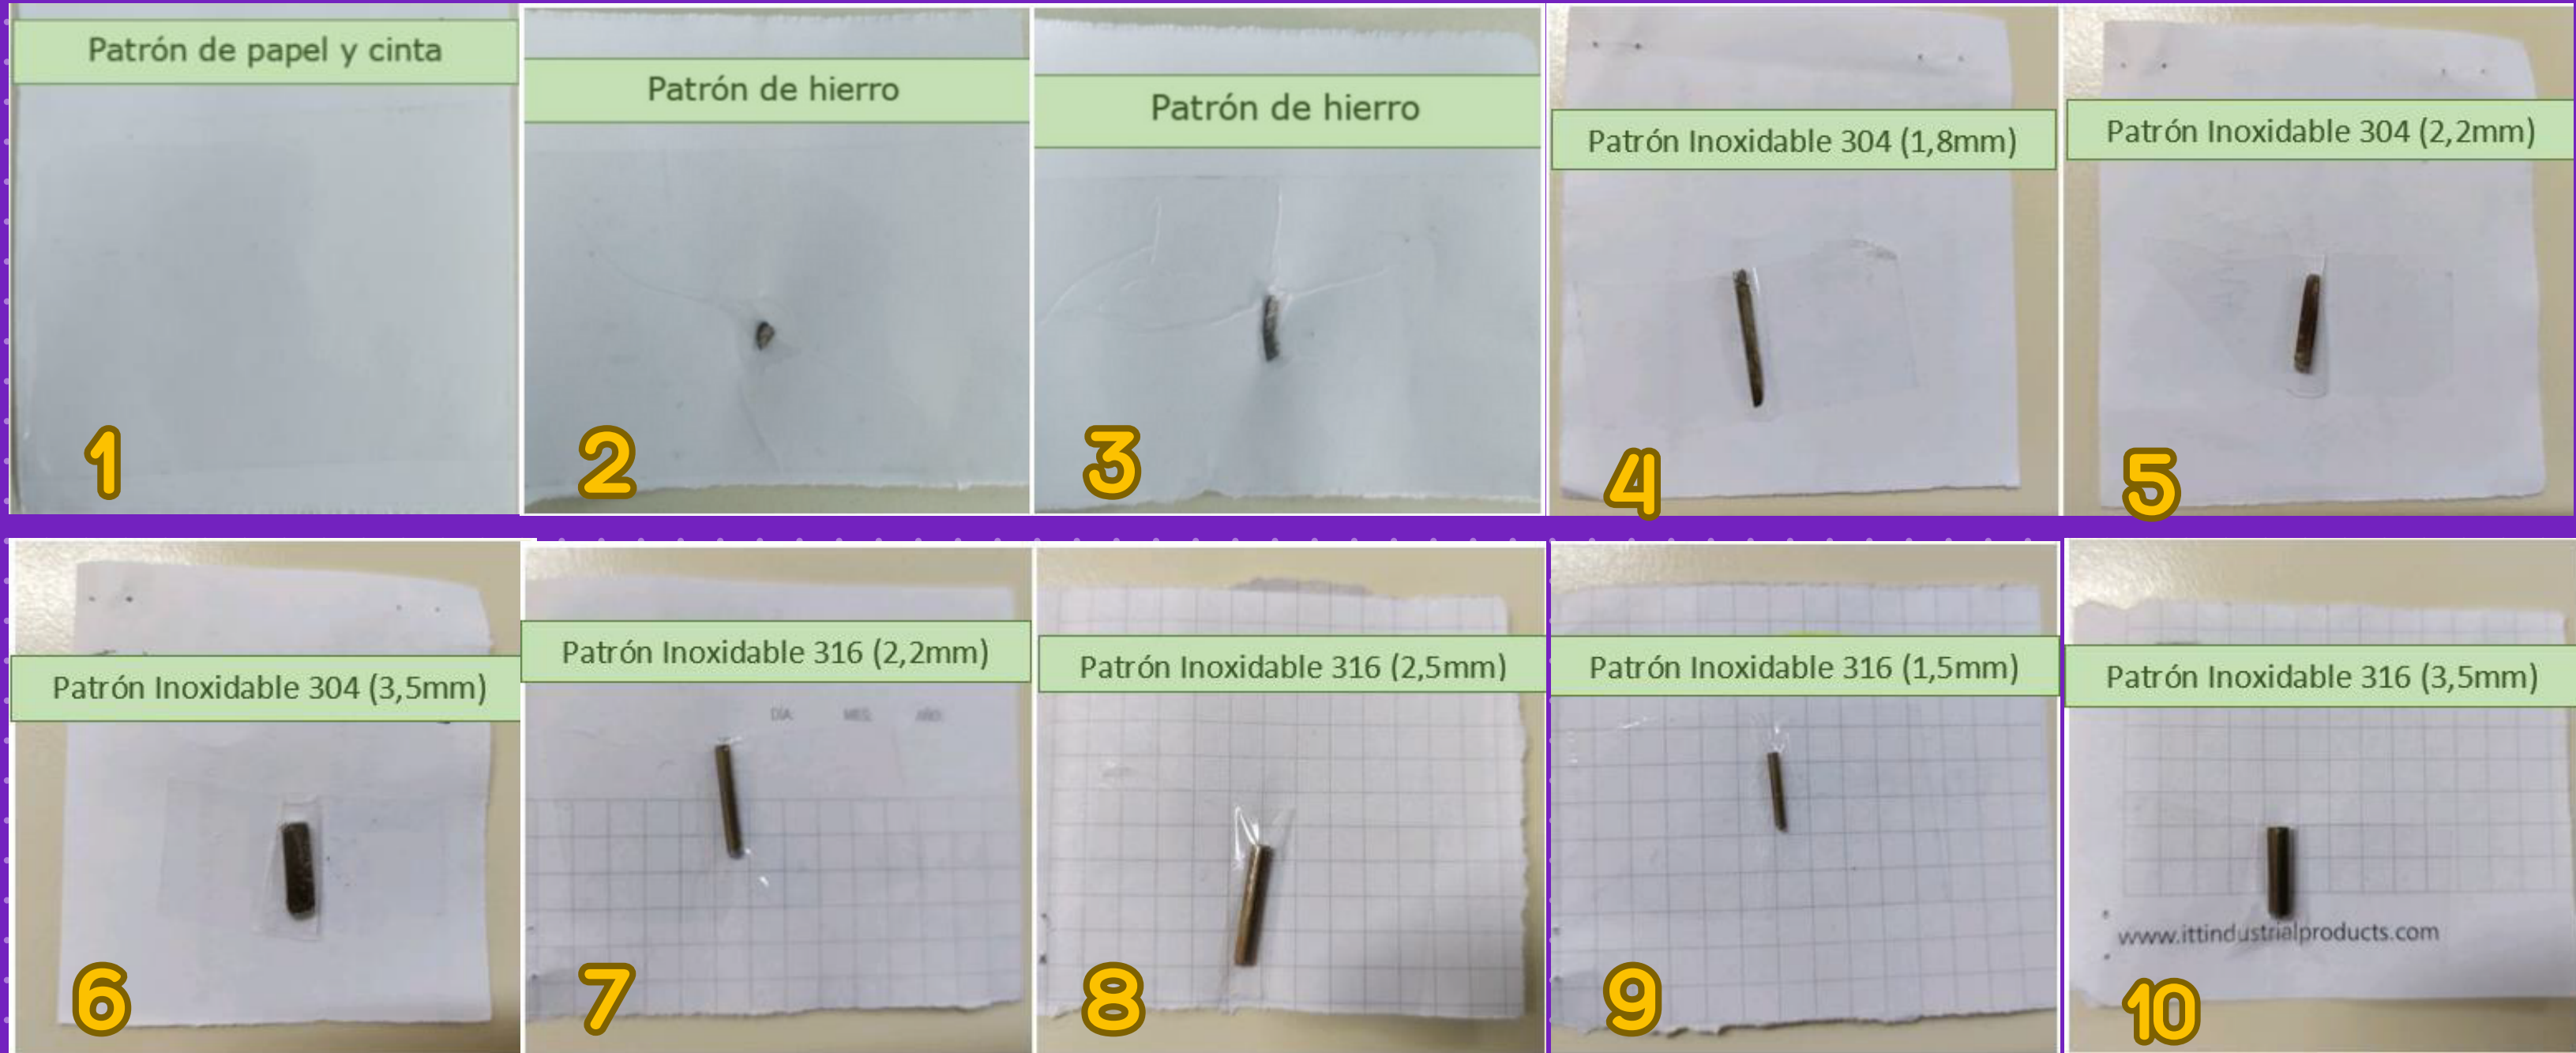 Patrón de papel y cinta
Patrón de hierro
Patrón de hierro
Patrón Inoxidable 304 (1,8mm)
Patrón Inoxidable 304 (2,2mm)
1
2
3
4
5
Patrón Inoxidable 304 (3,5mm)
Patrón Inoxidable 316 (2,2mm)
DÍA: MES: AÑO:
Patrón Inoxidable 316 (2,5mm)
Patrón Inoxidable 316 (1,5mm)
Patrón Inoxidable 316 (3,5mm)
www.ittindustrialproducts.com
6
7
8
9
10